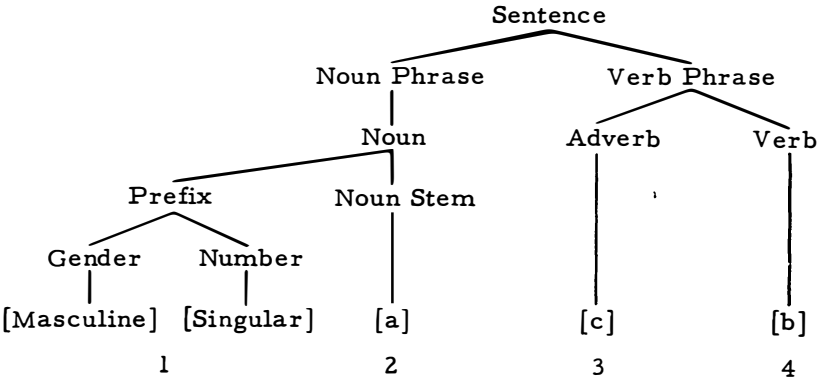 Sentence
Noun Phrase Verb Phrase
Noun Adverb Verb
Prefix Noun Stem
Gender Number
[Masculine] [Singular] [a] [c] [b]
1 2 3 4